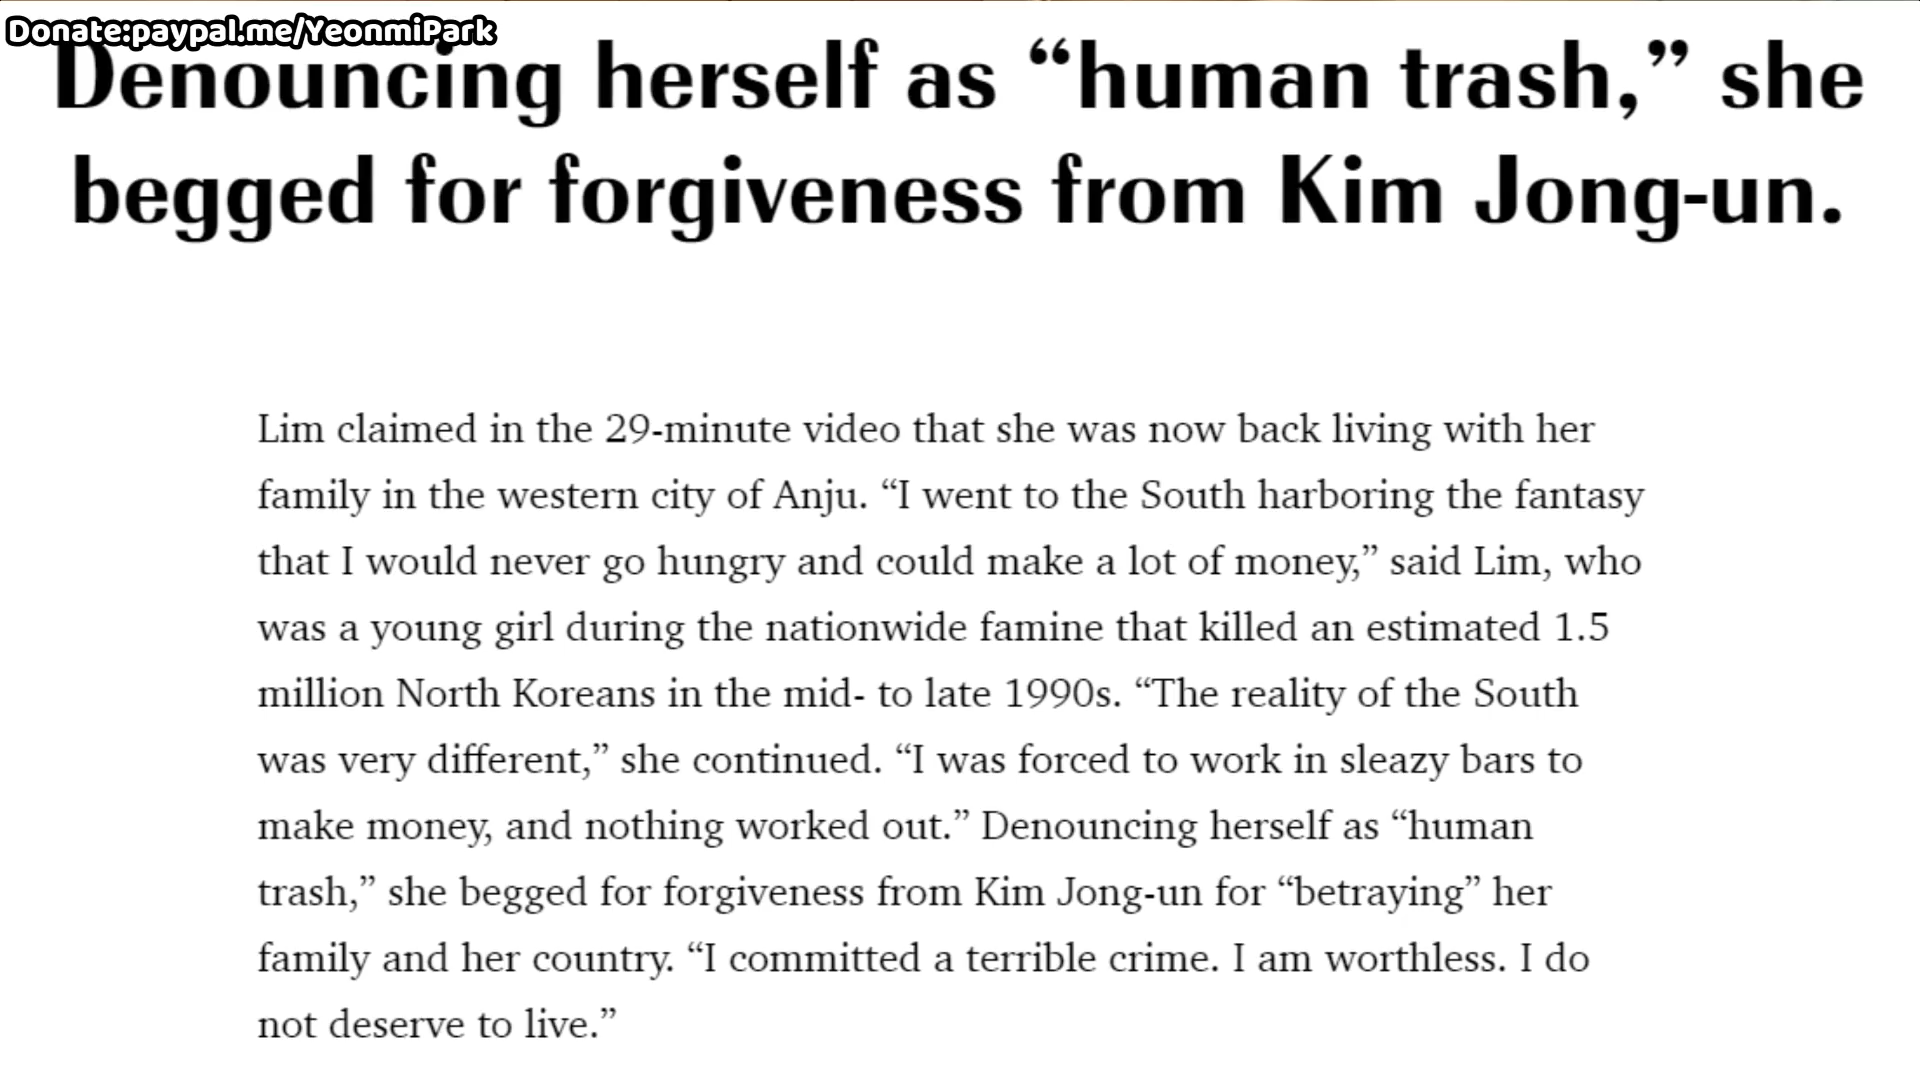 Donate:paypal.me/YeonmiPark
Denouncing herself as “human trash,” she
begged for forgiveness from Kim Jong-un.
Lim claimed in the 29-minute video that she was now back living with her
family in the western city of Anju. “I went to the South harboring the fantasy
that I would never go hungry and could make a lot of money,” said Lim, who
was a young girl during the nationwide famine that killed an estimated 1.5
million North Koreans in the mid- to late 1990s. “The reality of the South
was very different,” she continued. “I was forced to work in sleazy bars to
make money, and nothing worked out.” Denouncing herself as “human
trash,” she begged for forgiveness from Kim Jong-un for “betraying” her
family and her country. “I committed a terrible crime. I am worthless. I do
not deserve to live.”